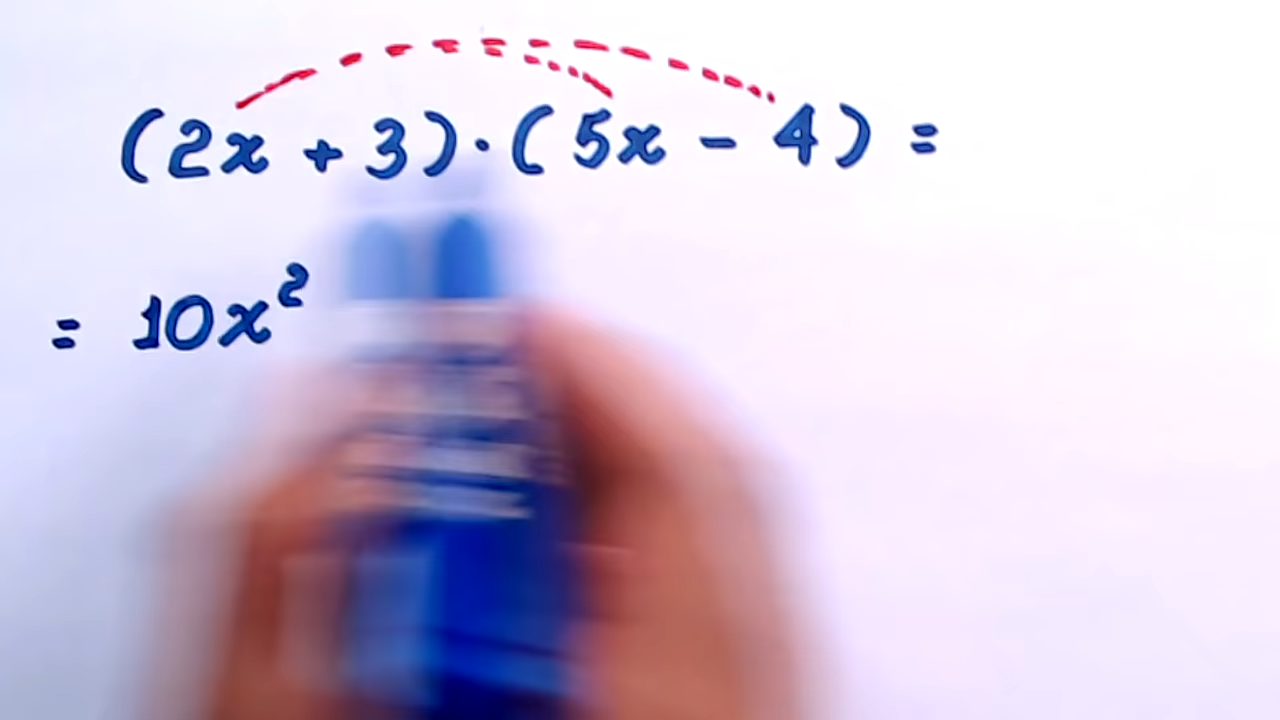 (2x + 3) · (5x - 4) =
= 10x²